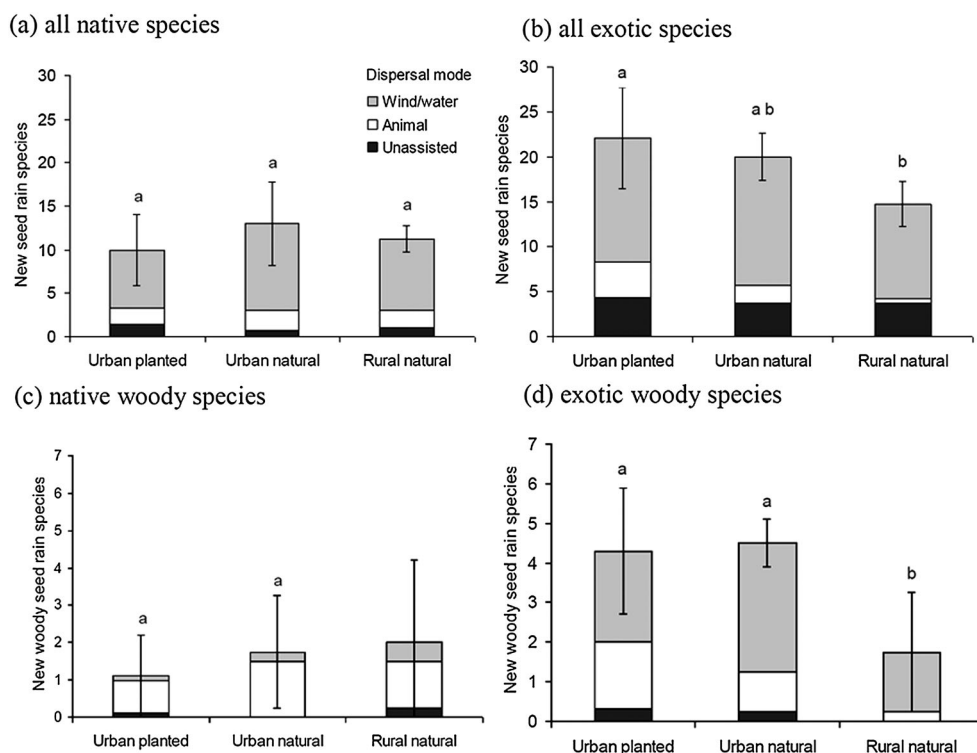 (a) all native species
New seed rain species
30
25
20
15
10
5
0
Dispersal mode
Wind/water
Animal
Unassisted
a
a
a
Urban planted
Urban natural
Rural natural
(b) all exotic species
New seed rain species
30
25
20
15
10
5
0
a
a b
b
Urban planted
Urban natural
Rural natural
(c) native woody species
New woody seed rain species
7
6
5
4
3
2
1
0
a
a
Urban planted
Urban natural
Rural natural
(d) exotic woody species
New woody seed rain species
7
6
5
4
3
2
1
0
a
a
b
Urban planted
Urban natural
Rural natural